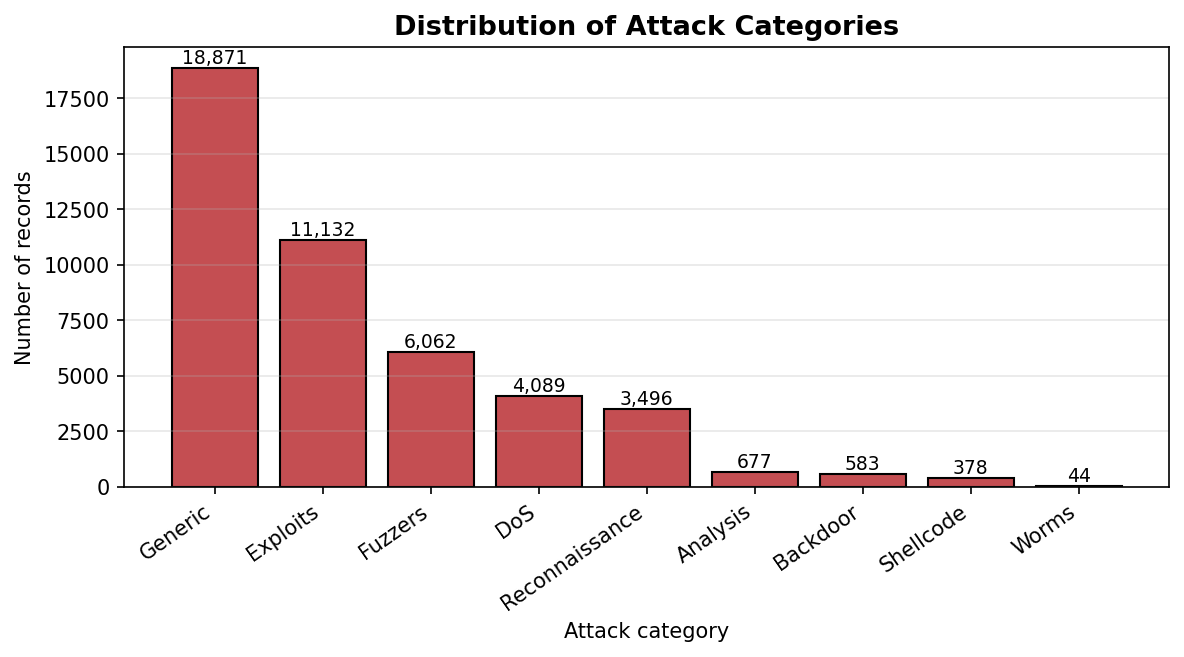 Distribution of Attack Categories
Number of records
17500
15000
12500
10000
7500
5000
2500
0
18,871
11,132
6,062
4,089
3,496
677
583
378
44
Generic
Exploits
Fuzzers
DoS
Reconnaissance
Analysis
Backdoor
Shellcode
Worms
Attack category